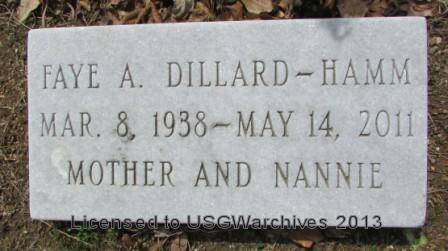 FAYE A. DILLARD-HAMM
MAR. 8, 1938-MAY 14, 2011
MOTHER AND NANNIE
Licensed to USGWarchives 2013